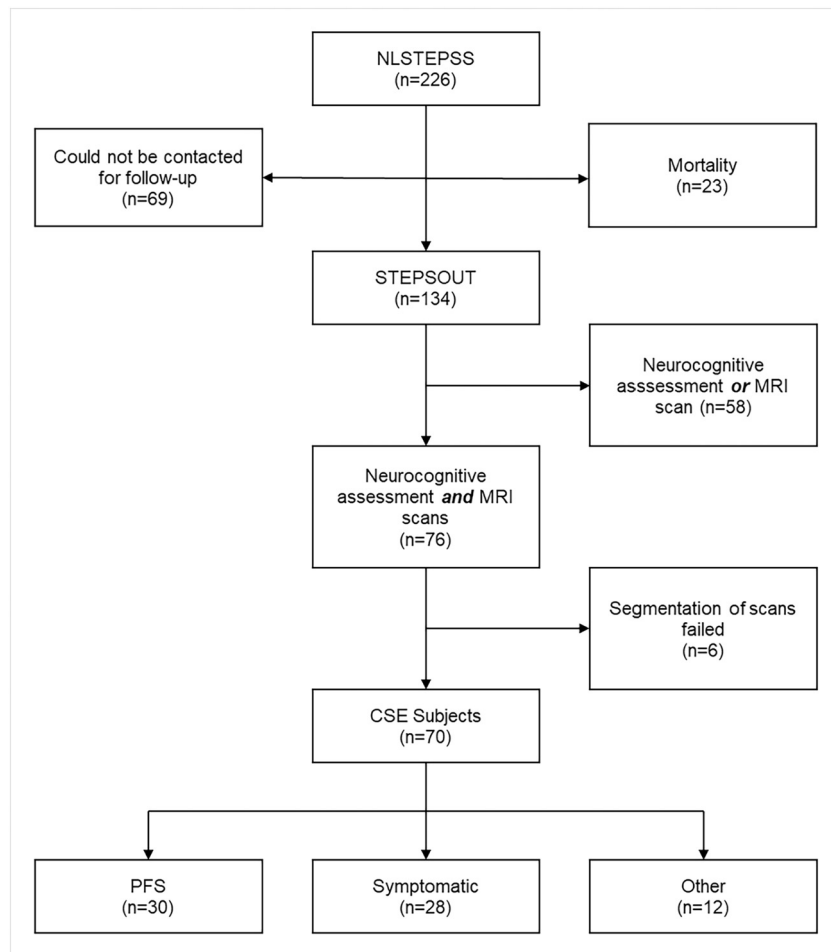 NLSTEPSS
(n=226)
Could not be contacted
for follow-up
(n=69)
Mortality
(n=23)
STEPSOUT
(n=134)
Neurocognitive
asssessment or MRI
scan (n=58)
Neurocognitive
assessment and MRI
scans
(n=76)
Segmentation of scans
failed
(n=6)
CSE Subjects
(n=70)
PFS
(n=30)
Symptomatic
(n=28)
Other
(n=12)